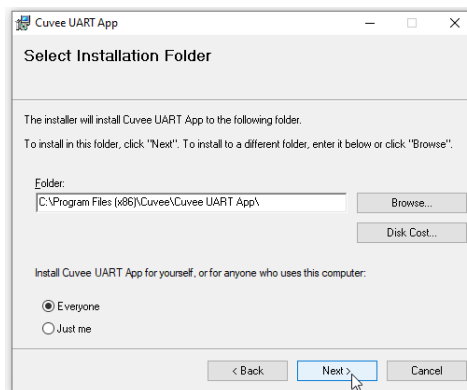 Cuvee UART App
Select Installation Folder
The installer will install Cuvee UART App to the following folder.
To install in this folder, click "Next". To install to a different folder, enter it below or click "Browse".
Folder:
C:\Program Files (x86)\Cuvee\Cuvee UART App\
Browse...
Disk Cost...
Install Cuvee UART App for yourself, or for anyone who uses this computer:
Everyone
Just me
< Back
Next >
Cancel